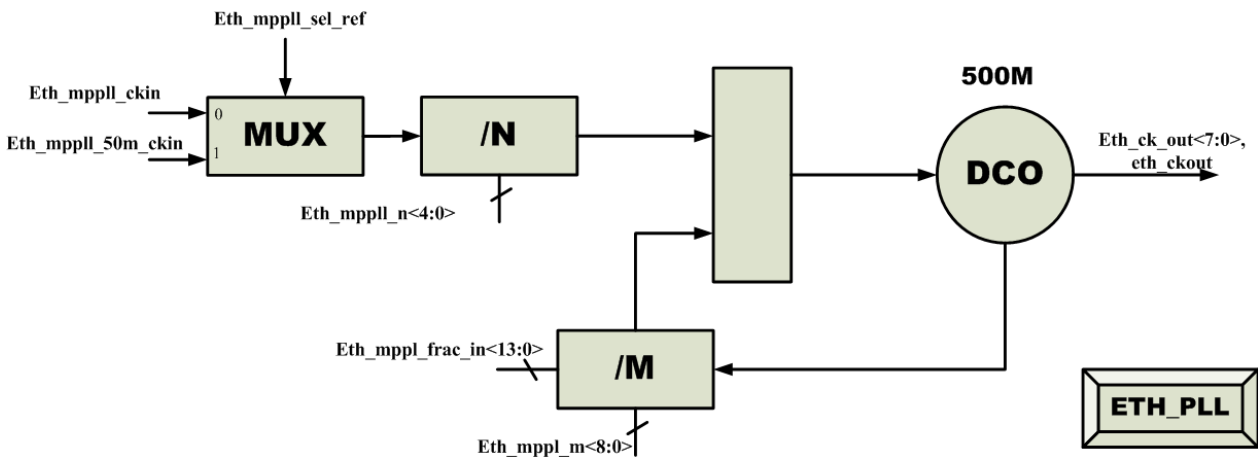 Eth_mppll_sel_ref
500M
Eth_mppll_ckin
0
MUX
/N
Eth_mppll_50m_ckin
1
DCO
Eth_ck_out<7:0>,
eth_ckout
Eth_mppll_n<4:0>
Eth_mppl_frac_in<13:0>
/M
Eth_mppl_m<8:0>
ETH_PLL